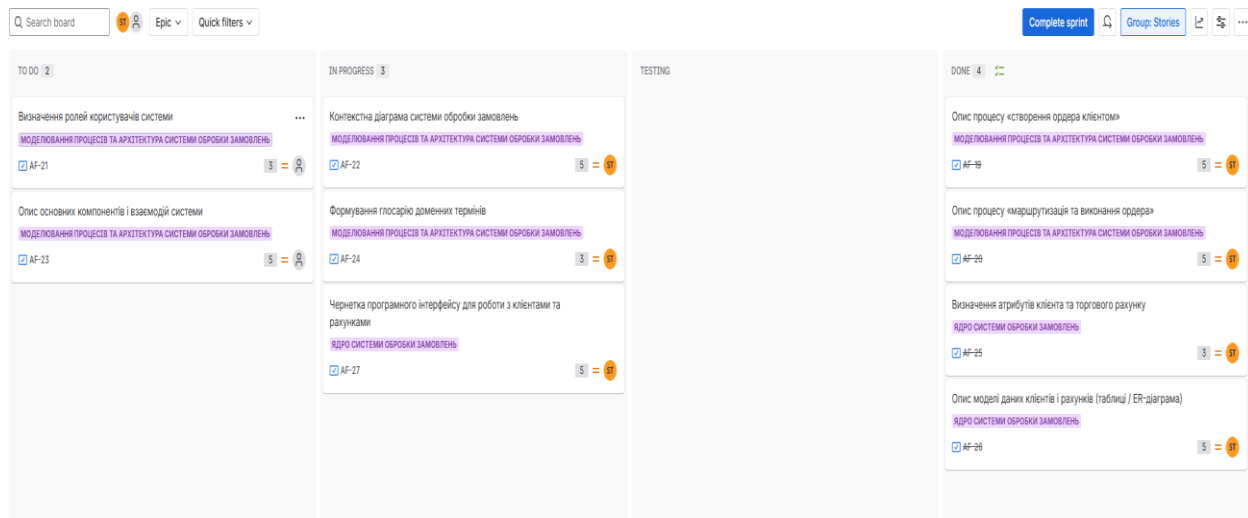 Search board
ST
Epic
Quick filters
Complete sprint
Group: Stories
TO DO 2
Визначення ролей користувачів системи
МОДЕЛЮВАННЯ ПРОЦЕСІВ ТА АРХІТЕКТУРА СИСТЕМИ ОБРОБКИ ЗАМОВЛЕНЬ
AF-21
3
Опис основних компонентів і взаємодій системи
МОДЕЛЮВАННЯ ПРОЦЕСІВ ТА АРХІТЕКТУРА СИСТЕМИ ОБРОБКИ ЗАМОВЛЕНЬ
AF-23
5
IN PROGRESS 3
Контекстна діаграма системи обробки замовлень
МОДЕЛЮВАННЯ ПРОЦЕСІВ ТА АРХІТЕКТУРА СИСТЕМИ ОБРОБКИ ЗАМОВЛЕНЬ
AF-22
5 ST
Формування глосарію доменних термінів
МОДЕЛЮВАННЯ ПРОЦЕСІВ ТА АРХІТЕКТУРА СИСТЕМИ ОБРОБКИ ЗАМОВЛЕНЬ
AF-24
3 ST
Чернетка програмного інтерфейсу для роботи з клієнтами та
рахунками
ЯДРО СИСТЕМИ ОБРОБКИ ЗАМОВЛЕНЬ
AF-27
5 ST
TESTING
DONE 4
Опис процесу «створення ордера клієнтом»
МОДЕЛЮВАННЯ ПРОЦЕСІВ ТА АРХІТЕКТУРА СИСТЕМИ ОБРОБКИ ЗАМОВЛЕНЬ
AF-19
5 ST
Опис процесу «маршрутизація та виконання ордера»
МОДЕЛЮВАННЯ ПРОЦЕСІВ ТА АРХІТЕКТУРА СИСТЕМИ ОБРОБКИ ЗАМОВЛЕНЬ
AF-20
5 ST
Визначення атрибутів клієнта та торгового рахунку
ЯДРО СИСТЕМИ ОБРОБКИ ЗАМОВЛЕНЬ
AF-25
3 ST
Опис моделі даних клієнтів і рахунків (таблиці / ER-діаграма)
ЯДРО СИСТЕМИ ОБРОБКИ ЗАМОВЛЕНЬ
AF-26
5 ST